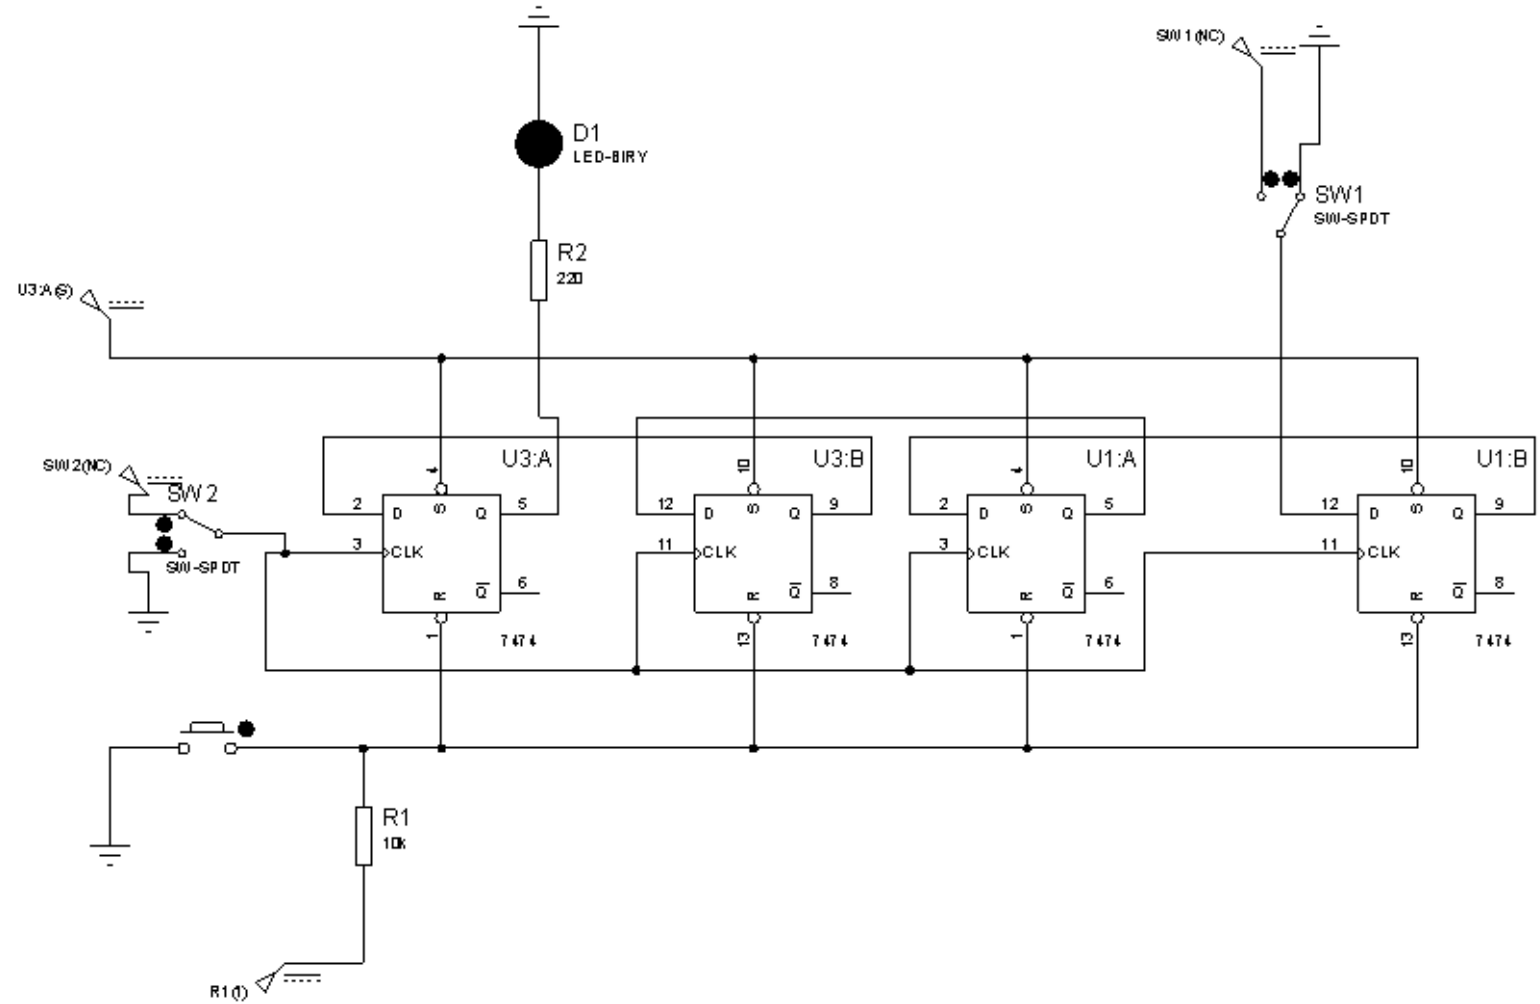 SW1(NC)
D1
LED-BIRY
SW1
SW-SPDT
R2
220
U3:A(S)
U3:A
U3:B
U1:A
U1:B
4
10
4
10
SW2(NC)
SW2
SW-SPDT
2 D S Q 5
3 CLK
Q 6
R
1
7474
12 D S Q 9
11 CLK
Q 8
R
13
7474
2 D S Q 5
3 CLK
Q 6
R
1
7474
12 D S Q 9
11 CLK
Q 8
R
13
7474
R1
10k
R1(1)